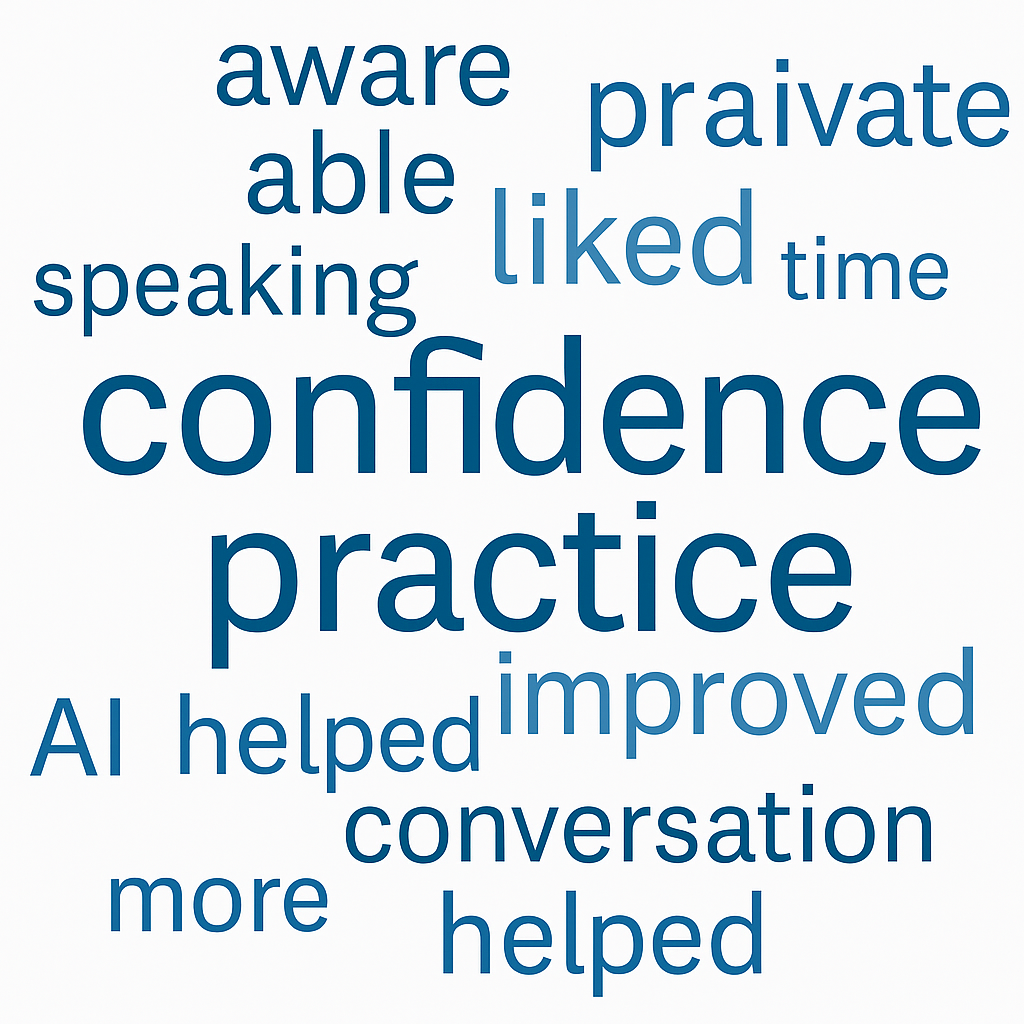 aware
praivate
able
liked
time
speaking
confidence
practice
improved
AI helped
conversation
more
helped